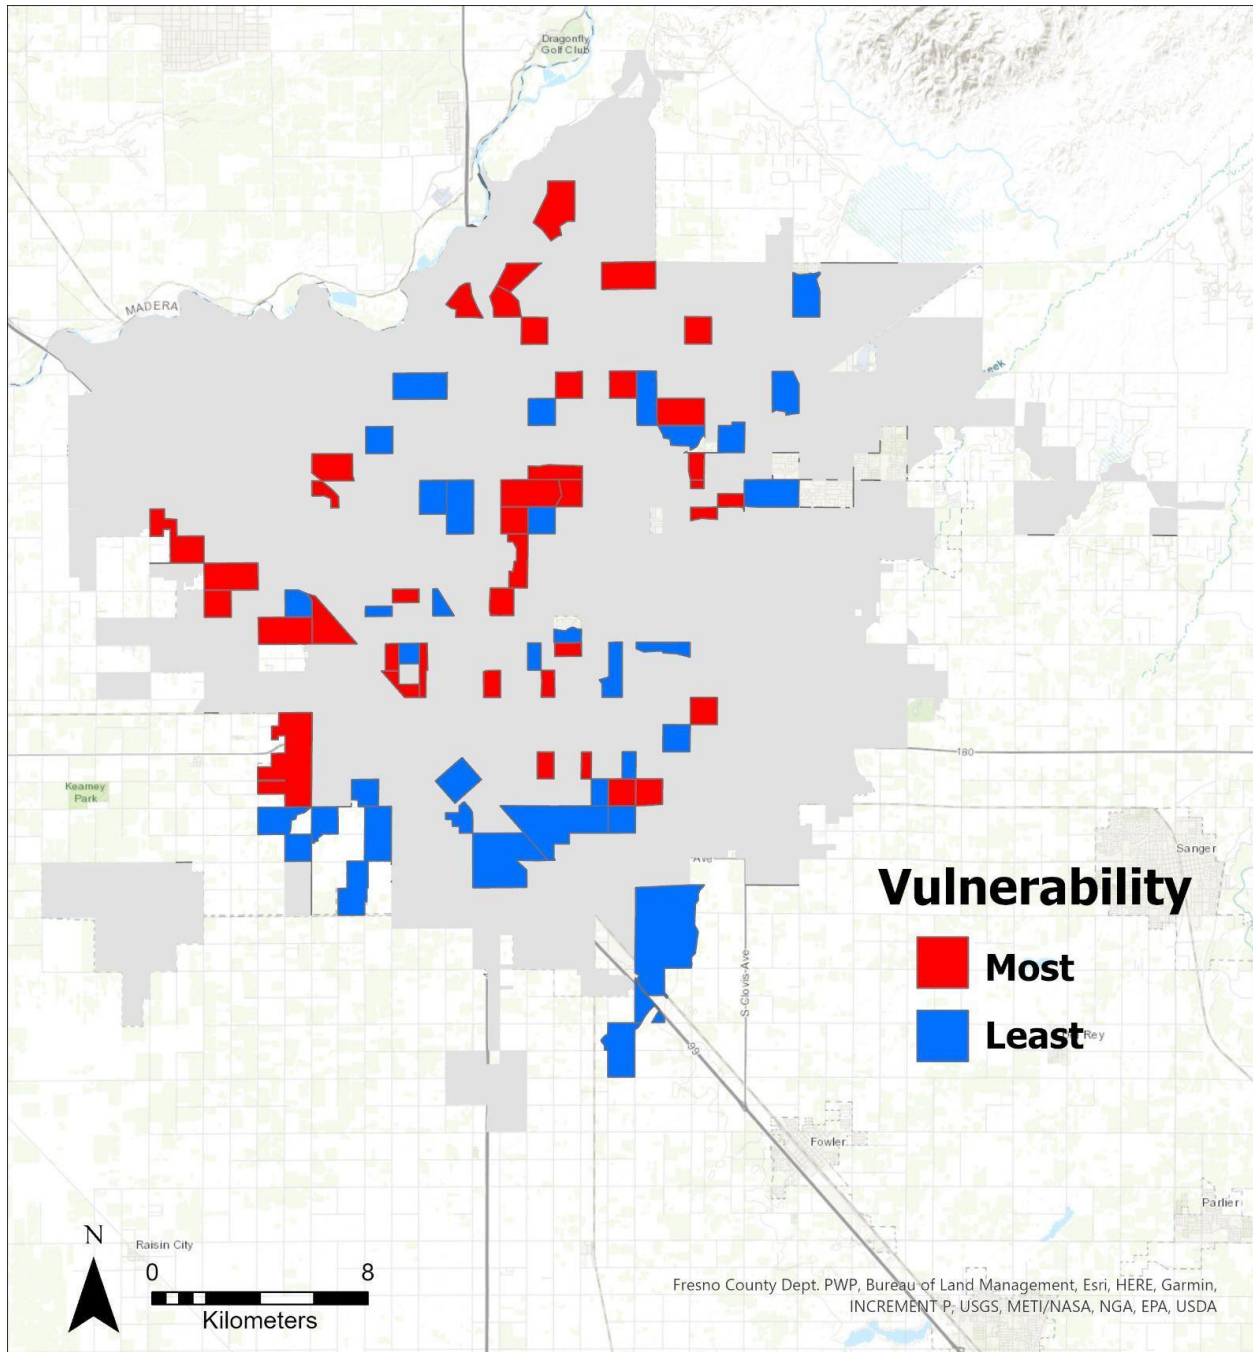 Dragonfly
Golf Club
MADERA
eek
180
Kearney
Park
Sanger
Ave
Vulnerability
Most
S-Clovis-Ave
Least
Rey
99
Fowler
Parlier
N
Raisin City
0 8
Kilometers
Fresno County Dept. PWP, Bureau of Land Management, Esri, HERE, Garmin,
INCREMENT P, USGS, METI/NASA, NGA, EPA, USDA